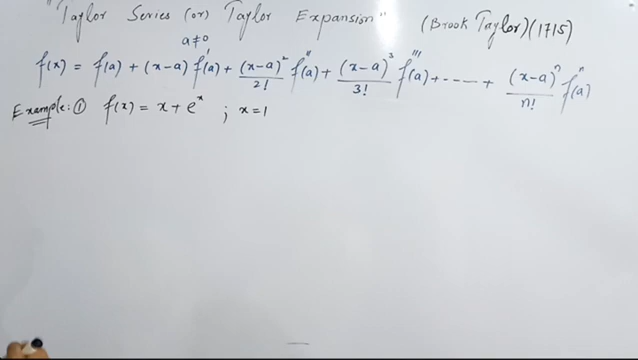 "Taylor Series (or) Taylor Expansion" (Brook Taylor)(1715)
a≠0
f(x) = f(a) + (x-a) f'(a) + (x-a)²/2! f''(a) + (x-a)³/3! f'''(a) + ---- + (x-a)ⁿ/n! fⁿ(a)
Example:① f(x) = x + eˣ ; x=1